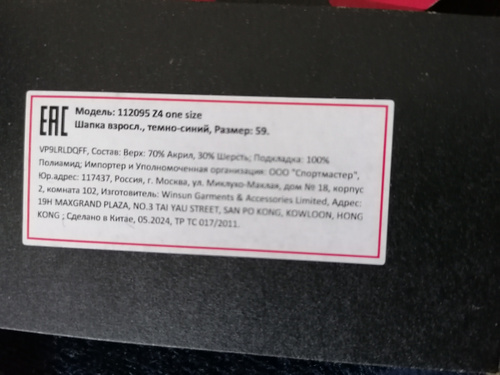 EAC
Модель: 112095 Z4 one size
Шапка взросл., темно-синий, Размер: 59.
VP9LRLDQFF, Состав: Верх: 70% Акрил, 30% Шерсть; Подкладка: 100%
Полиамид; Импортер и Уполномоченная организация: ООО "Спортмастер",
Юр.адрес: 117437, Россия, г. Москва, ул. Миклухо-Маклая, дом № 18, корпус
2, комната 102, Изготовитель: Winsun Garments & Accessories Limited, Адрес:
19H MAXGRAND PLAZA, NO.3 TAI YAU STREET, SAN PO KONG, KOWLOON, HONG
KONG ; Сделано в Китае, 05.2024, ТР ТС 017/2011.